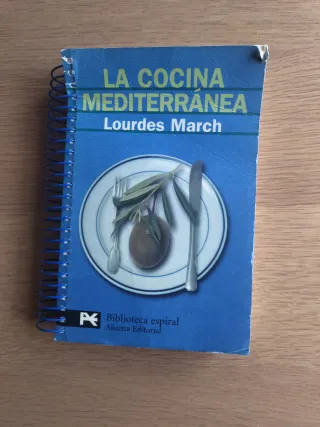 LA COCINA
MEDITERRÁNEA
Lourdes March
Biblioteca espiral
Alianza Editorial